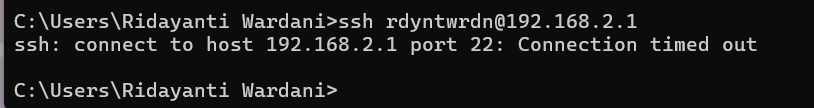 C:\Users\Ridayanti Wardani>ssh rdyntwrdn@192.168.2.1
ssh: connect to host 192.168.2.1 port 22: Connection timed out
C:\Users\Ridayanti Wardani>